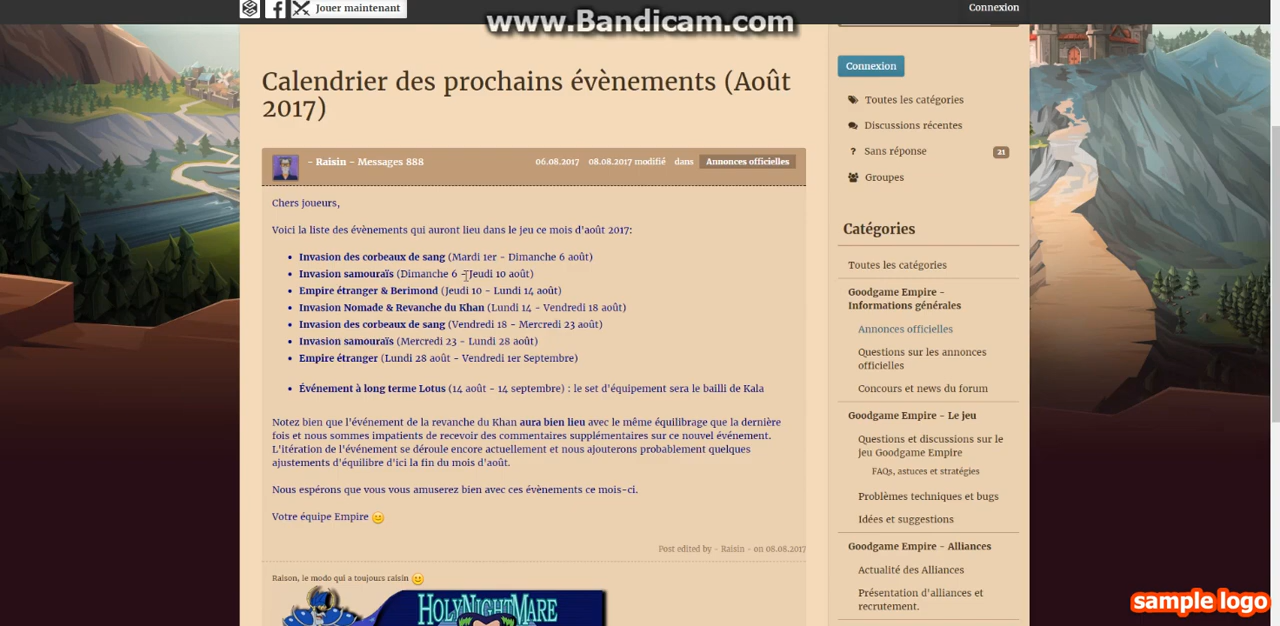 Jouer maintenant
Connexion
www.Bandicam.com
Calendrier des prochains évènements (Août
2017)
- Raison - Messages 888
06.08.2017 08.08.2017 modifié dans Annonces officielles
Chers joueurs,
Voici la liste des évènements qui auront lieu dans le jeu ce mois d'août 2017:
• Invasion des corbeaux de sang (Mardi 1er - Dimanche 6 août)
• Invasion samouraïs (Dimanche 6 - Jeudi 10 août)
• Empire étranger & Berimond (Jeudi 10 - Lundi 14 août)
• Invasion Nomade & Revanche du Khan (Lundi 14 - Vendredi 18 août)
• Invasion des corbeaux de sang (Vendredi 18 - Mercredi 23 août)
• Invasion samouraïs (Mercredi 23 - Lundi 28 août)
• Empire étranger (Lundi 28 août - Vendredi 1er Septembre)
• Événement à long terme Lotus (14 août - 14 septembre) : le set d'équipement sera le bailli de Kala
Notez bien que l'événement de la revanche du Khan aura bien lieu avec le même équilibrage que la dernière
fois et nous sommes impatients de recevoir des commentaires supplémentaires sur ce nouvel événement.
L'itération de l'événement se déroule encore actuellement et nous ajouterons probablement quelques
ajustements d'équilibre d'ici la fin du mois d'août.
Nous espérons que vous vous amuserez bien avec ces évènements ce mois-ci.
Votre équipe Empire
Post edited by - Raisin - on 08.08.2017
Raison, le modo qui a toujours raisin
HOLYNIGHTMARE
Connexion
Toutes les catégories
Discussions récentes
Sans réponse 21
Groupes
Catégories
Toutes les catégories
Goodgame Empire -
Informations générales
Annonces officielles
Questions sur les annonces
officielles
Concours et news du forum
Goodgame Empire - Le jeu
Questions et discussions sur le
jeu Goodgame Empire
FAQs, astuces et stratégies
Problèmes techniques et bugs
Idées et suggestions
Goodgame Empire - Alliances
Actualité des Alliances
Présentation d'alliances et
recrutement.
sample logo